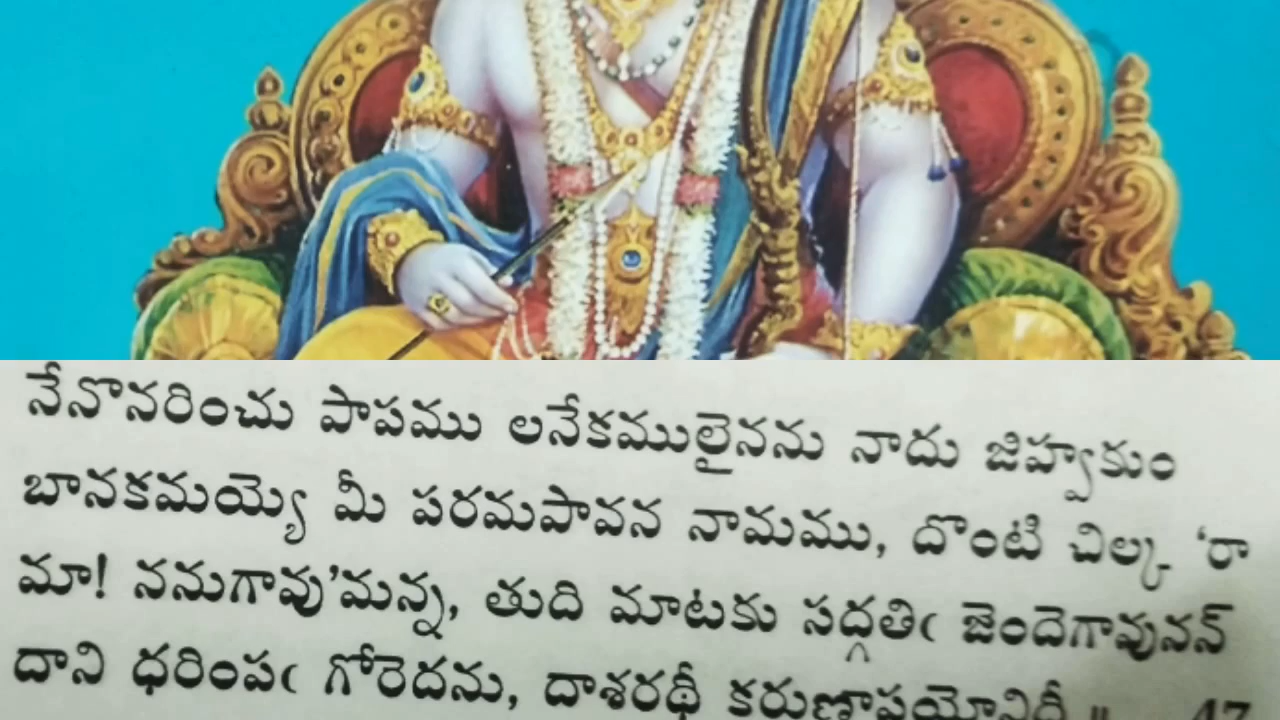 నేనొనరించు పాపము లనేకములైనను నాదు జిహ్వకుం
బానకమయ్యె మీ పరమపావన నామము, దొంటి చిల్క ‘రా
మా! ననుగావు’మన్న, తుది మాటకు సద్గతిఁ జెందెగావునన్
దాని ధరింపఁ గోరెదను, దాశరథీ కరుణాపయోనిధీ ॥ 47